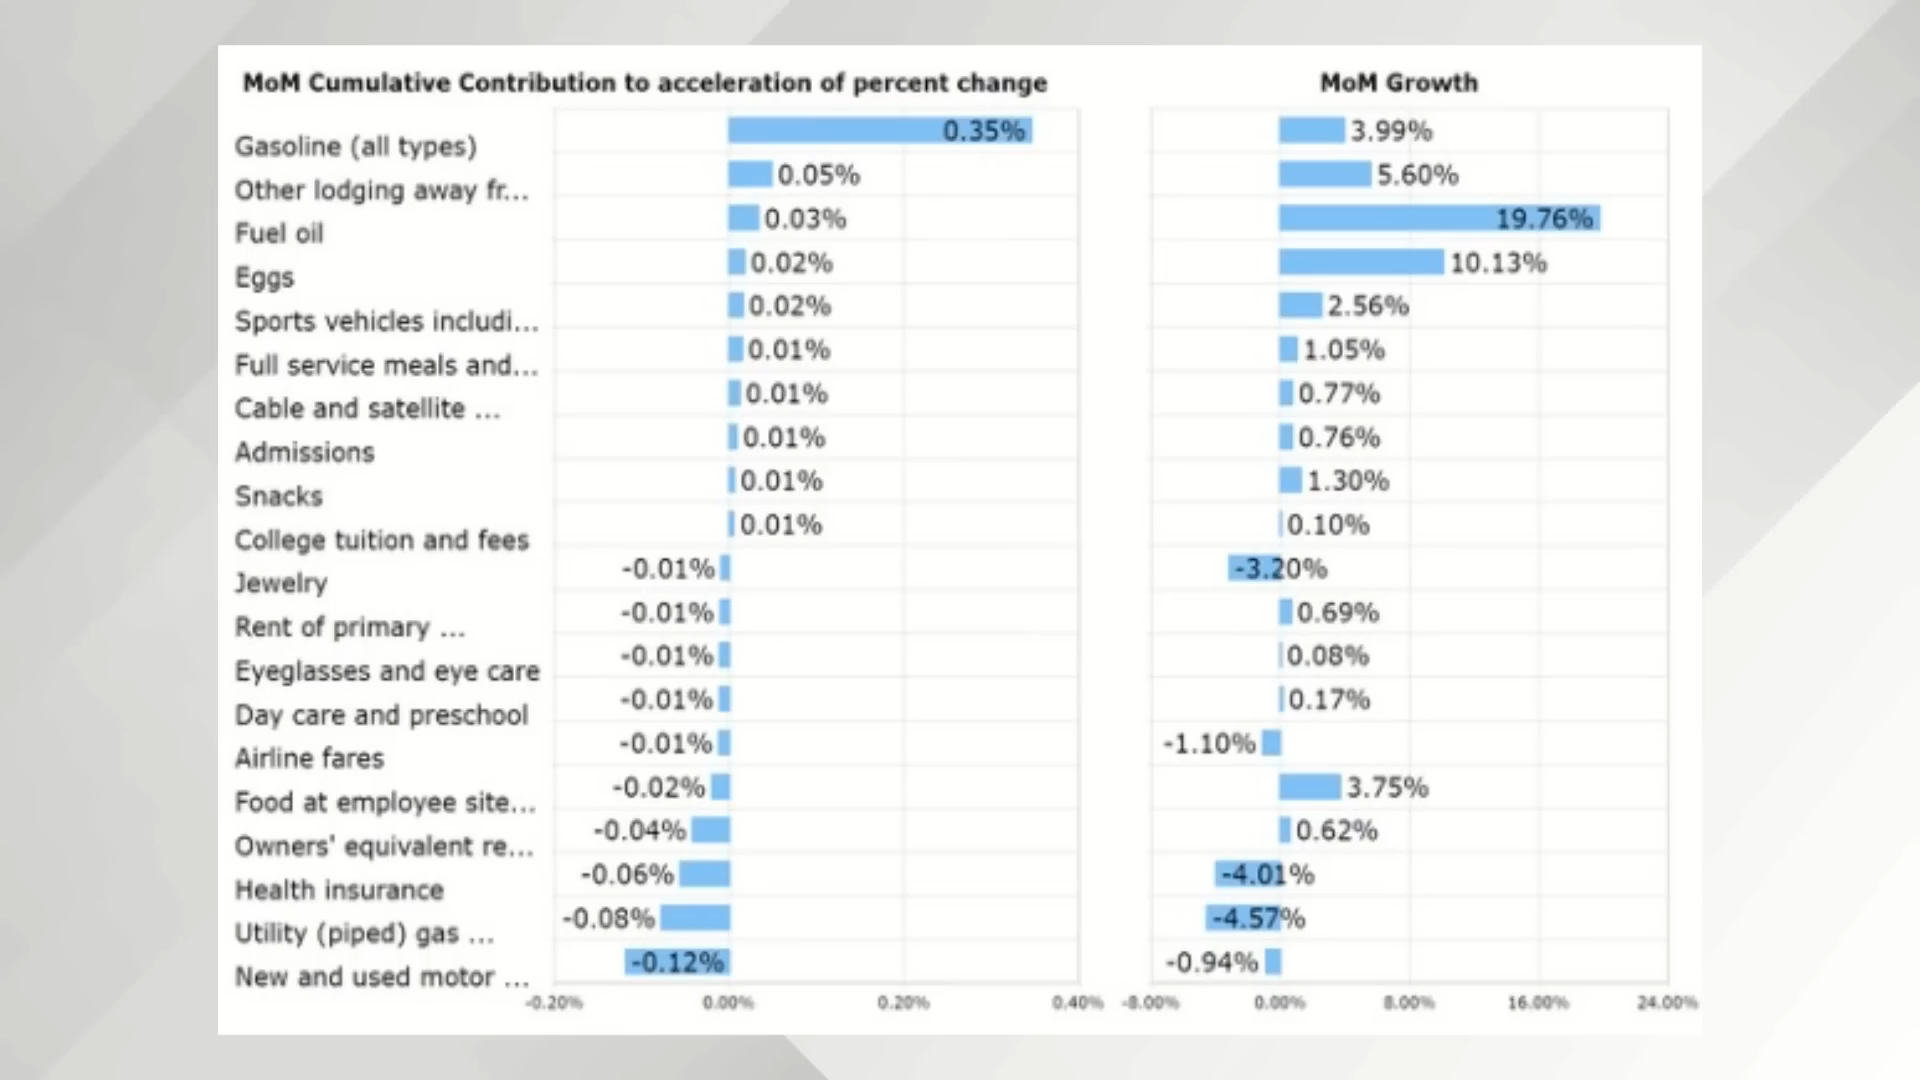 MoM Cumulative Contribution to acceleration of percent change
MoM Growth
Gasoline (all types) 0.35% 3.99%
Other lodging away fr... 0.05% 5.60%
Fuel oil 0.03% 19.76%
Eggs 0.02% 10.13%
Sports vehicles includi... 0.02% 2.56%
Full service meals and... 0.01% 1.05%
Cable and satellite ... 0.01% 0.77%
Admissions 0.01% 0.76%
Snacks 0.01% 1.30%
College tuition and fees 0.01% 0.10%
Jewelry -0.01% -3.20%
Rent of primary ... -0.01% 0.69%
Eyeglasses and eye care -0.01% 0.08%
Day care and preschool -0.01% 0.17%
Airline fares -0.01% -1.10%
Food at employee site... -0.02% 3.75%
Owners' equivalent re... -0.04% 0.62%
Health insurance -0.06% -4.01%
Utility (piped) gas ... -0.08% -4.57%
New and used motor ... -0.12% -0.94%
-0.20% 0.00% 0.20% 0.40% -8.00% 0.00% 8.00% 16.00% 24.00%